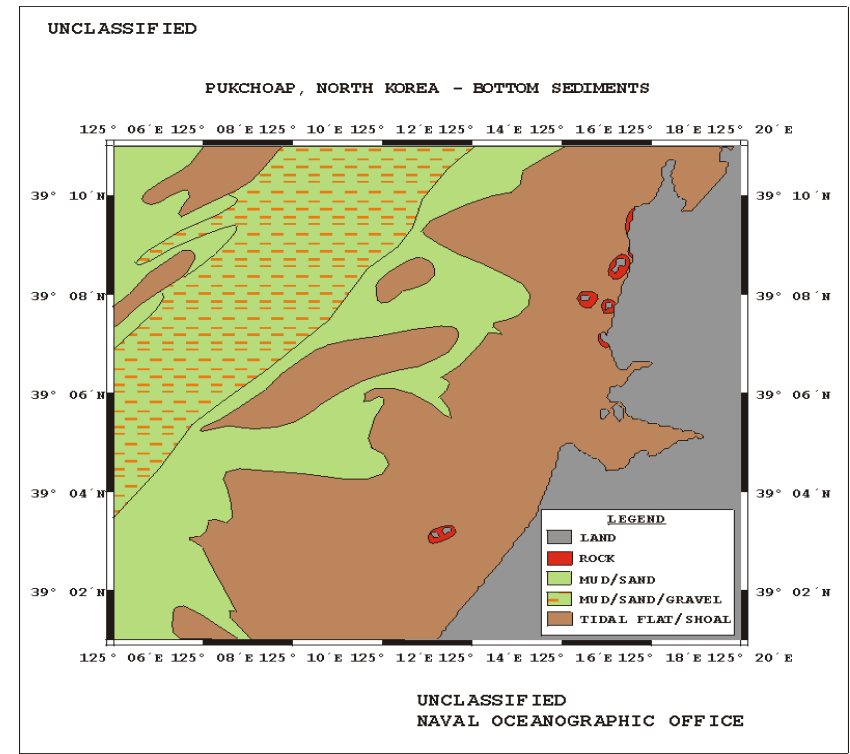 UNCLASSIFIED
PUKCHOAP, NORTH KOREA - BOTTOM SEDIMENTS
125° 06´E 125° 08´E 125° 10´E 125° 12´E 125° 14´E 125° 16´E 125° 18´E 125° 20´E
39° 10´N 39° 10´N
39° 08´N 39° 08´N
39° 06´N 39° 06´N
39° 04´N 39° 04´N
LEGEND
LAND
ROCK
MUD/SAND
39° 02´N MUD/SAND/GRAVEL 39° 02´N
TIDAL FLAT/SHOAL
125° 06´E 125° 08´E 125° 10´E 125° 12´E 125° 14´E 125° 16´E 125° 18´E 125° 20´E
UNCLASSIFIED
NAVAL OCEANOGRAPHIC OFFICE